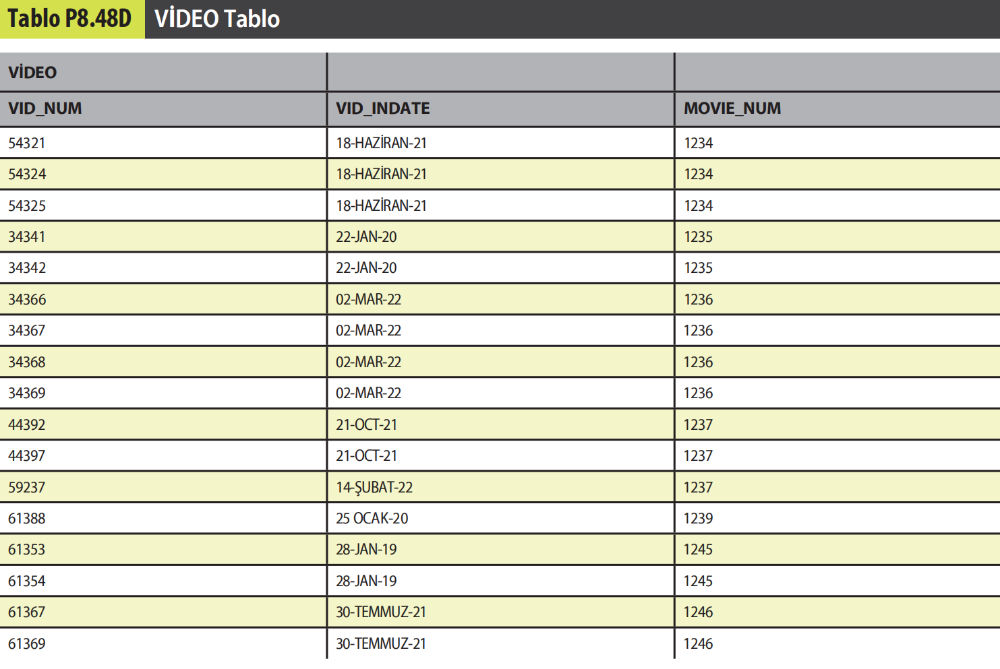 Tablo P8.48D VİDEO Tablo
VİDEO
VID_NUM VID_INDATE MOVIE_NUM
54321 18-HAZİRAN-21 1234
54324 18-HAZİRAN-21 1234
54325 18-HAZİRAN-21 1234
34341 22-JAN-20 1235
34342 22-JAN-20 1235
34366 02-MAR-22 1236
34367 02-MAR-22 1236
34368 02-MAR-22 1236
34369 02-MAR-22 1236
44392 21-OCT-21 1237
44397 21-OCT-21 1237
59237 14-ŞUBAT-22 1237
61388 25 OCAK-20 1239
61353 28-JAN-19 1245
61354 28-JAN-19 1245
61367 30-TEMMUZ-21 1246
61369 30-TEMMUZ-21 1246